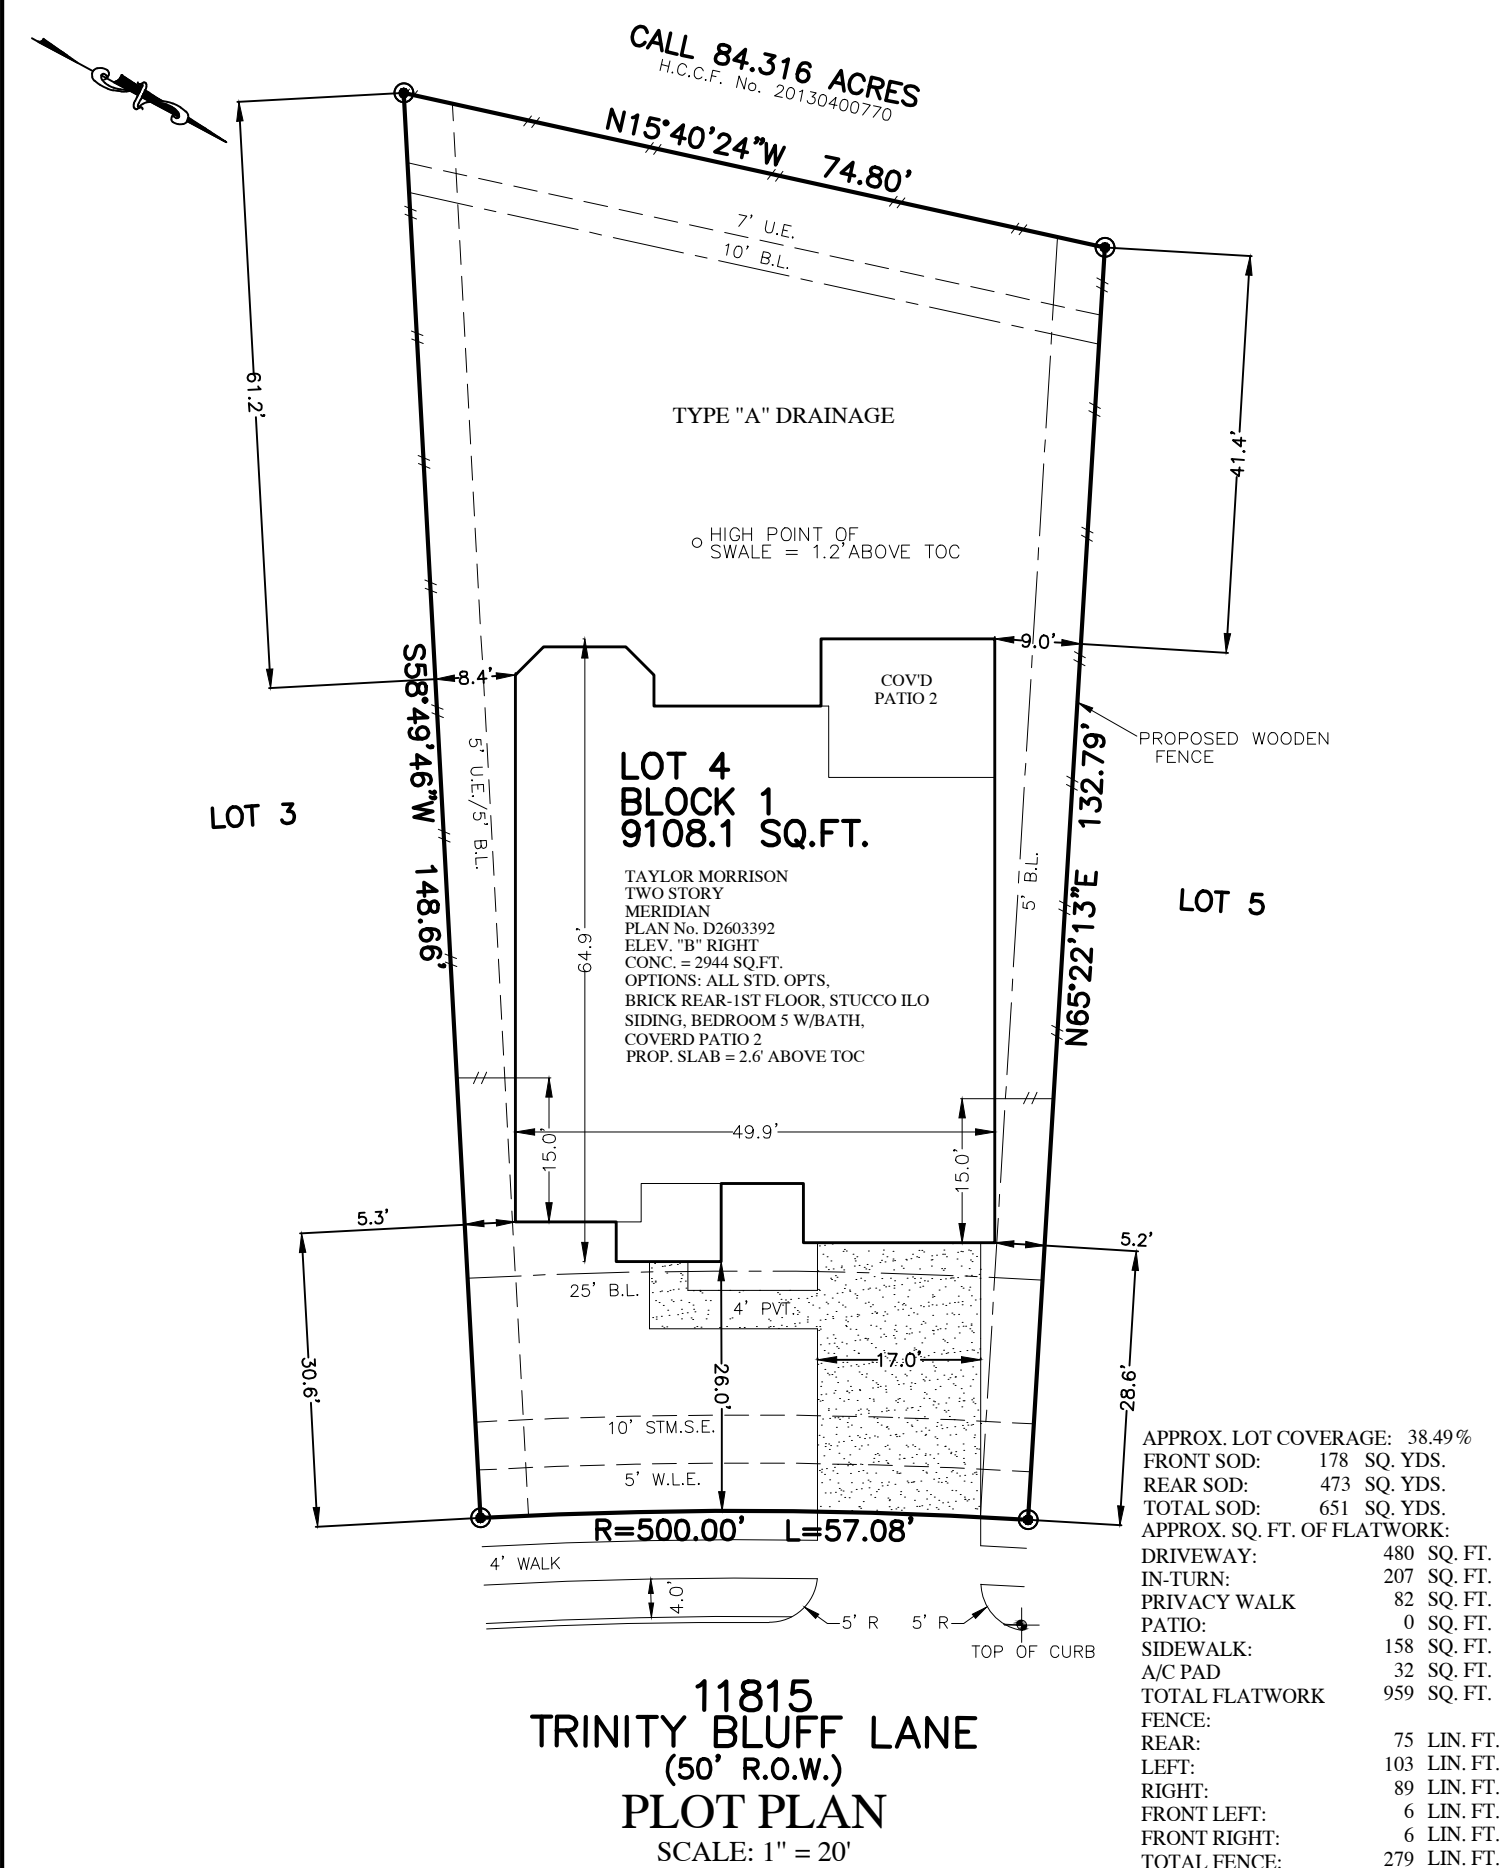 CALL 84.316 ACRES
H.C.C.F. No. 20130400770
N15°40'24"W 74.80'
7' U.E.
10' B.L.
61.2'
41.4'
TYPE "A" DRAINAGE
HIGH POINT OF
SWALE = 1.2' ABOVE TOC
8.4'
9.0'
COV'D
PATIO 2
S58°49'46"W 148.66'
5' U.E./5' B.L.
PROPOSED WOODEN
FENCE
N65°22'13"E 132.79'
5' B.L.
LOT 3
LOT 5
LOT 4
BLOCK 1
9108.1 SQ.FT.
TAYLOR MORRISON
TWO STORY
MERIDIAN
PLAN No. D2603392
ELEV. "B" RIGHT
CONC. = 2944 SQ.FT.
OPTIONS: ALL STD. OPTS,
BRICK REAR-1ST FLOOR, STUCCO ILO
SIDING, BEDROOM 5 W/BATH,
COVERD PATIO 2
PROP. SLAB = 2.6' ABOVE TOC
64.9'
49.9'
15.0'
15.0'
5.3'
5.2'
25' B.L.
4' PVT.
30.6'
26.0'
17.0'
28.6'
10' STM.S.E.
5' W.L.E.
R=500.00' L=57.08'
4' WALK
4.0'
5' R
5' R
TOP OF CURB
11815
TRINITY BLUFF LANE
(50' R.O.W.)
PLOT PLAN
SCALE: 1" = 20'
APPROX. LOT COVERAGE: 38.49%
FRONT SOD: 178 SQ. YDS.
REAR SOD: 473 SQ. YDS.
TOTAL SOD: 651 SQ. YDS.
APPROX. SQ. FT. OF FLATWORK:
DRIVEWAY: 480 SQ. FT.
IN-TURN: 207 SQ. FT.
PRIVACY WALK 82 SQ. FT.
PATIO: 0 SQ. FT.
SIDEWALK: 158 SQ. FT.
A/C PAD 32 SQ. FT.
TOTAL FLATWORK 959 SQ. FT.
FENCE:
REAR: 75 LIN. FT.
LEFT: 103 LIN. FT.
RIGHT: 89 LIN. FT.
FRONT LEFT: 6 LIN. FT.
FRONT RIGHT: 6 LIN. FT.
TOTAL FENCE: 279 LIN. FT.